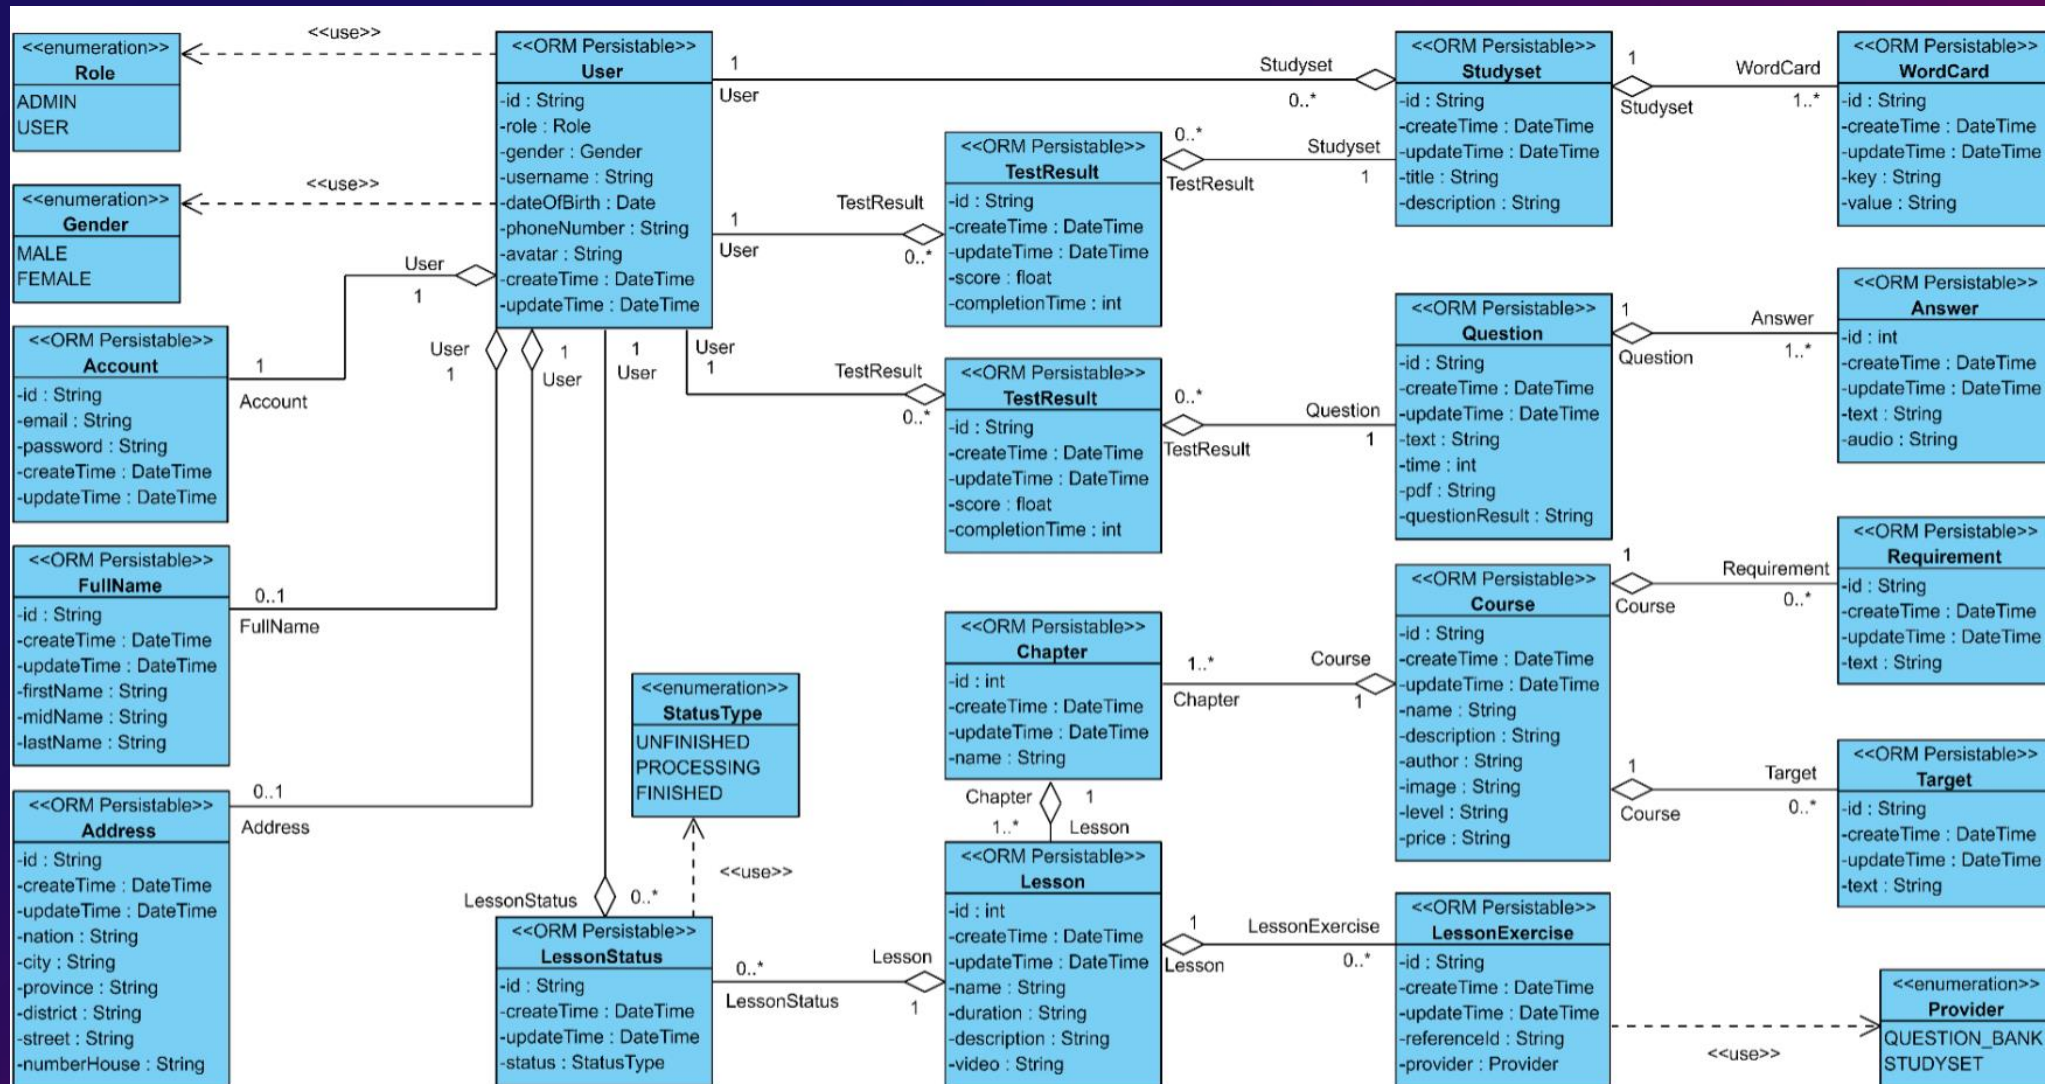 <<enumeration>>
Role
ADMIN
USER
<<use>>
<<enumeration>>
Gender
MALE
FEMALE
<<use>>
<<ORM Persistable>>
User
-id : String
-role : Role
-gender : Gender
-username : String
-dateOfBirth : Date
-phoneNumber : String
-avatar : String
-createTime : DateTime
-updateTime : DateTime
1
User
Studyset
0..*
<<ORM Persistable>>
Studyset
-id : String
-createTime : DateTime
-updateTime : DateTime
-title : String
-description : String
1
Studyset
WordCard
1..*
<<ORM Persistable>>
WordCard
-id : String
-createTime : DateTime
-updateTime : DateTime
-key : String
-value : String
1
User
TestResult
0..*
<<ORM Persistable>>
TestResult
-id : String
-createTime : DateTime
-updateTime : DateTime
-score : float
-completionTime : int
0..*
TestResult
Studyset
1
User
1
1
Account
<<ORM Persistable>>
Account
-id : String
-email : String
-password : String
-createTime : DateTime
-updateTime : DateTime
User
1
1
User
1
User
User
1
TestResult
0..*
<<ORM Persistable>>
TestResult
-id : String
-createTime : DateTime
-updateTime : DateTime
-score : float
-completionTime : int
0..*
TestResult
Question
1
<<ORM Persistable>>
Question
-id : String
-createTime : DateTime
-updateTime : DateTime
-text : String
-time : int
-pdf : String
-questionResult : String
1
Question
Answer
1..*
<<ORM Persistable>>
Answer
-id : int
-createTime : DateTime
-updateTime : DateTime
-text : String
-audio : String
<<ORM Persistable>>
FullName
-id : String
-createTime : DateTime
-updateTime : DateTime
-firstName : String
-midName : String
-lastName : String
0..1
FullName
<<ORM Persistable>>
Address
-id : String
-createTime : DateTime
-updateTime : DateTime
-nation : String
-city : String
-province : String
-district : String
-street : String
-numberHouse : String
0..1
Address
<<enumeration>>
StatusType
UNFINISHED
PROCESSING
FINISHED
<<use>>
LessonStatus
0..*
<<ORM Persistable>>
LessonStatus
-id : String
-createTime : DateTime
-updateTime : DateTime
-status : StatusType
0..*
LessonStatus
Lesson
1
<<ORM Persistable>>
Chapter
-id : int
-createTime : DateTime
-updateTime : DateTime
-name : String
1..*
Chapter
Course
1
Chapter
1
1..*
Lesson
<<ORM Persistable>>
Lesson
-id : int
-createTime : DateTime
-updateTime : DateTime
-name : String
-duration : String
-description : String
-video : String
1
Lesson
LessonExercise
0..*
<<ORM Persistable>>
Course
-id : String
-createTime : DateTime
-updateTime : DateTime
-name : String
-description : String
-author : String
-image : String
-level : String
-price : String
1
Course
Requirement
0..*
<<ORM Persistable>>
Requirement
-id : String
-createTime : DateTime
-updateTime : DateTime
-text : String
1
Course
Target
0..*
<<ORM Persistable>>
Target
-id : String
-createTime : DateTime
-updateTime : DateTime
-text : String
<<ORM Persistable>>
LessonExercise
-id : String
-createTime : DateTime
-updateTime : DateTime
-referenceId : String
-provider : Provider
<<use>>
<<enumeration>>
Provider
QUESTION_BANK
STUDYSET